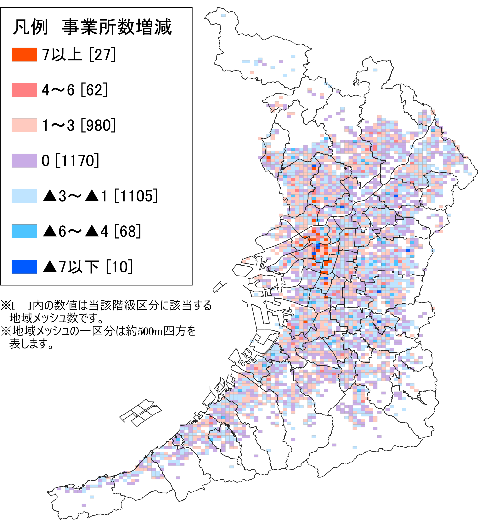 凡例　事業所数増減
7以上 [27]
4～6 [62]
1～3 [980]
0 [1170]
▲3～▲1 [1105]
▲6～▲4 [68]
▲7以下 [10]
※[　]内の数値は当該階級区分に該当する
地域メッシュ数です。
※地域メッシュの一区分は約500m四方を
表します。